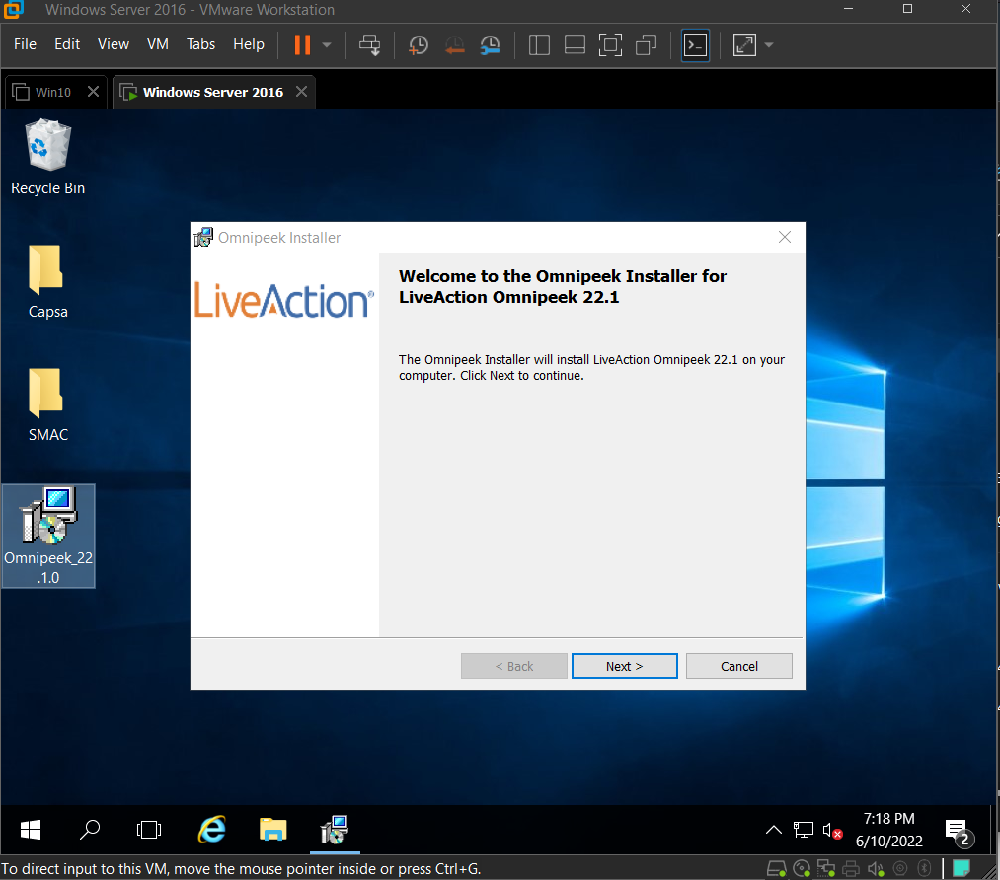 Windows Server 2016 - VMware Workstation
File Edit View VM Tabs Help
Win10
Windows Server 2016
Recycle Bin
Capsa
SMAC
Omnipeek_22
.1.0
Omnipeek Installer
LiveAction®
Welcome to the Omnipeek Installer for
LiveAction Omnipeek 22.1
The Omnipeek Installer will install LiveAction Omnipeek 22.1 on your
computer. Click Next to continue.
< Back
Next >
Cancel
7:18 PM
6/10/2022
2
To direct input to this VM, move the mouse pointer inside or press Ctrl+G.